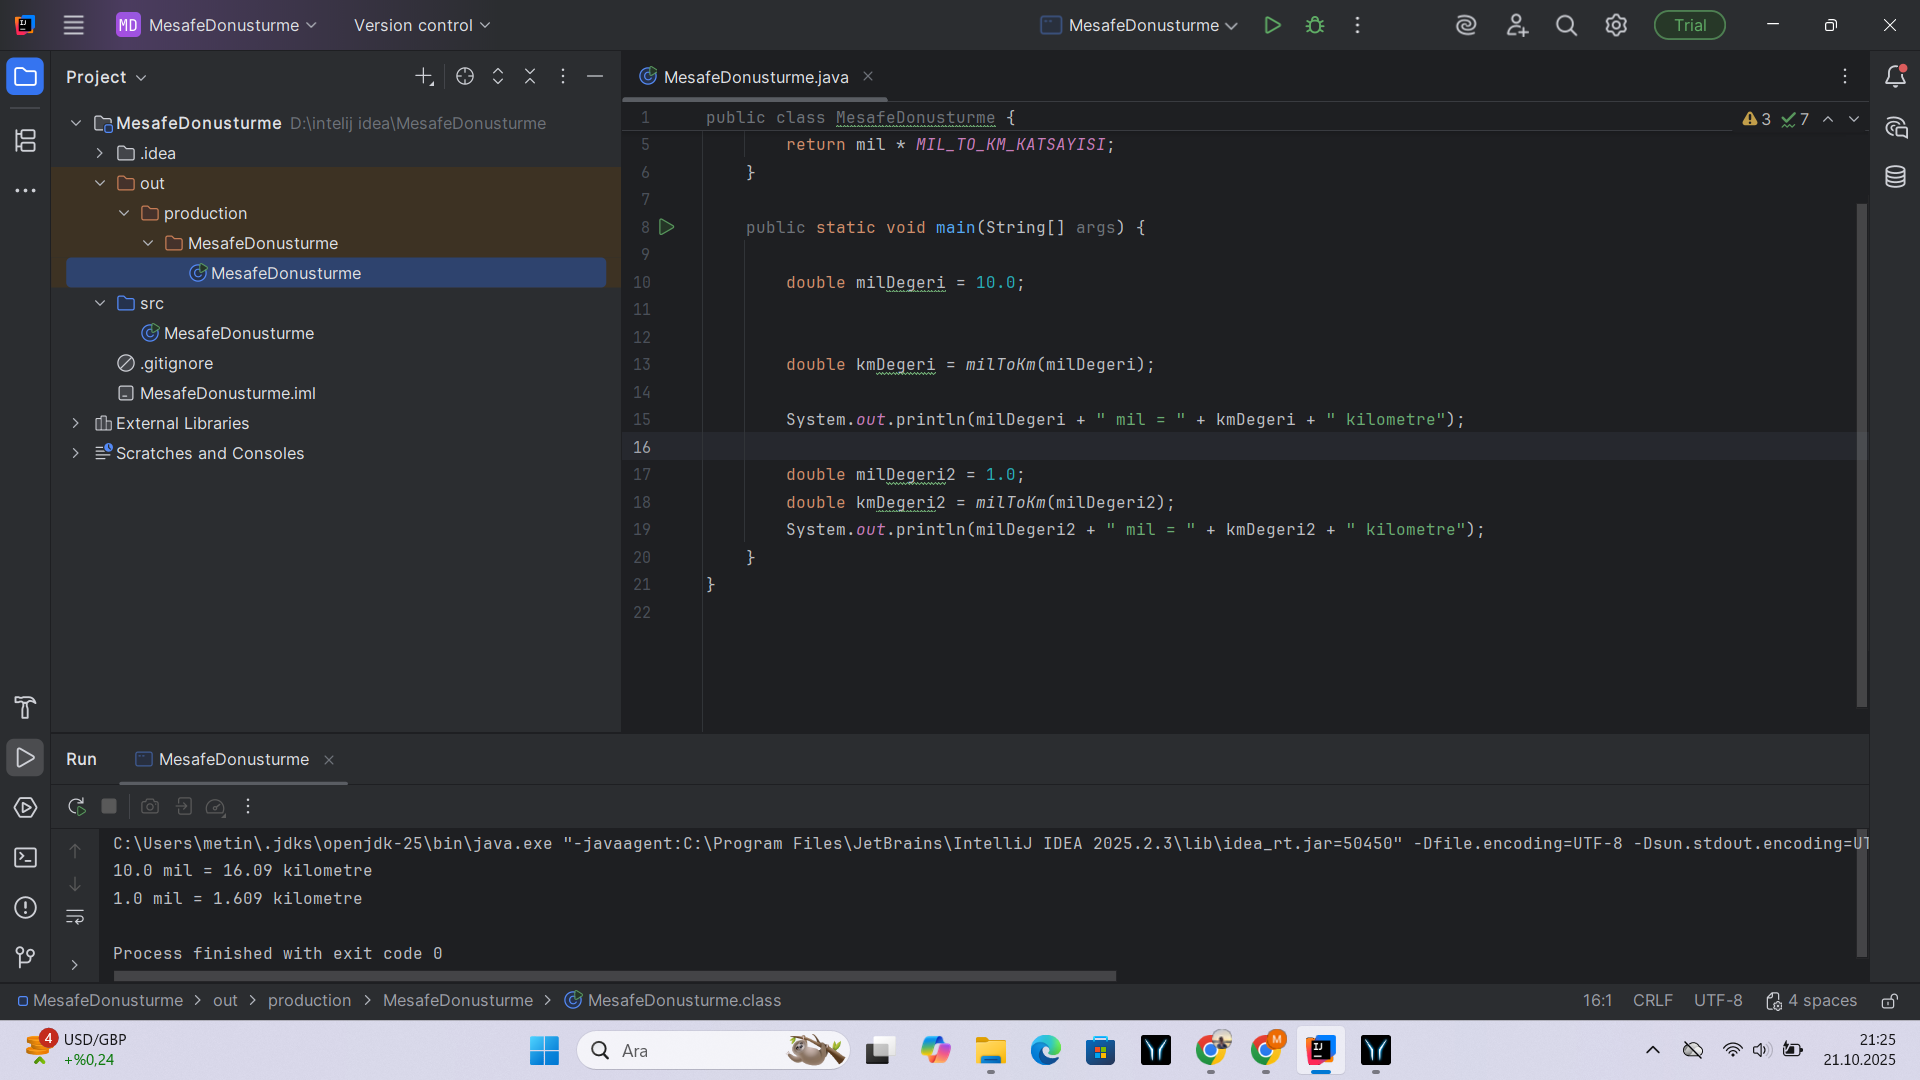 MD MesafeDonusturme Version control MesafeDonusturme Trial
Project
MesafeDonusturme D:\intelij idea\MesafeDonusturme
.idea
out
production
MesafeDonusturme
MesafeDonusturme
src
MesafeDonusturme
.gitignore
MesafeDonusturme.iml
External Libraries
Scratches and Consoles
MesafeDonusturme.java
1 public class MesafeDonusturme { 3 7
5 return mil * MIL_TO_KM_KATSAYISI;
6 }
7
8 public static void main(String[] args) {
9
10 double milDegeri = 10.0;
11
12
13 double kmDegeri = milToKm(milDegeri);
14
15 System.out.println(milDegeri + " mil = " + kmDegeri + " kilometre");
16
17 double milDegeri2 = 1.0;
18 double kmDegeri2 = milToKm(milDegeri2);
19 System.out.println(milDegeri2 + " mil = " + kmDegeri2 + " kilometre");
20 }
21 }
22
Run MesafeDonusturme
C:\Users\metin\.jdks\openjdk-25\bin\java.exe "-javaagent:C:\Program Files\JetBrains\IntelliJ IDEA 2025.2.3\lib\idea_rt.jar=50450" -Dfile.encoding=UTF-8 -Dsun.stdout.encoding=UT
10.0 mil = 16.09 kilometre
1.0 mil = 1.609 kilometre
Process finished with exit code 0
MesafeDonusturme > out > production > MesafeDonusturme > MesafeDonusturme.class 16:1 CRLF UTF-8 4 spaces
4 USD/GBP
+%0,24
Ara
M
IJ
21:25
21.10.2025